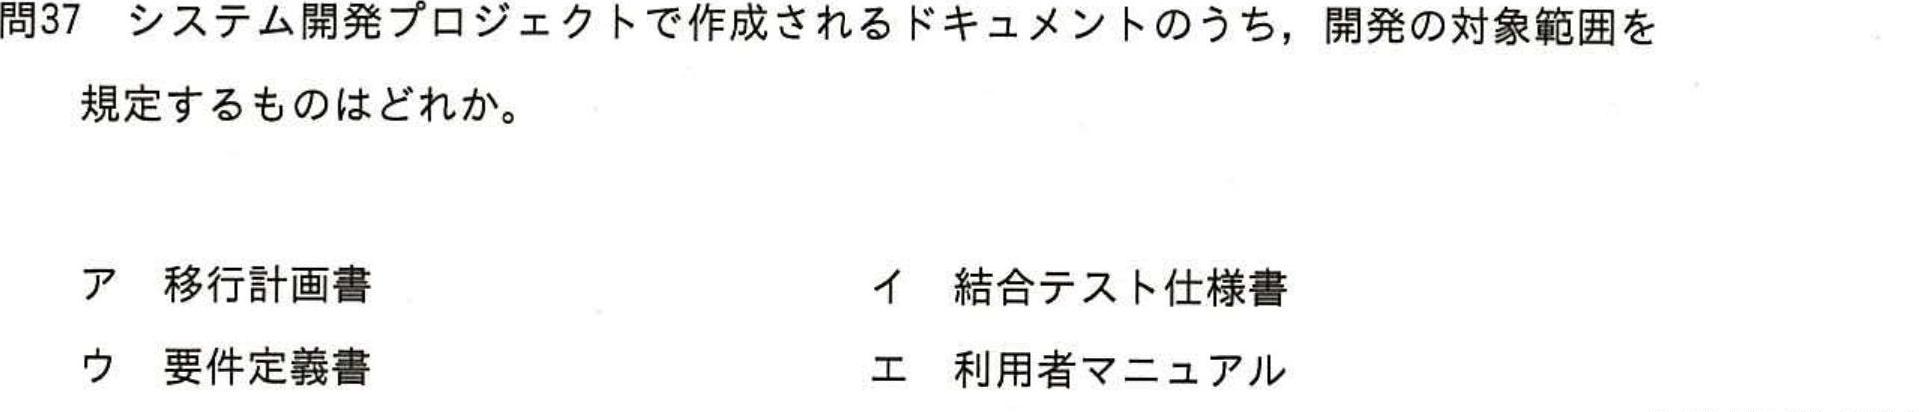 問37 システム開発プロジェクトで作成されるドキュメントのうち，開発の対象範囲を
規定するものはどれか。
ア 移行計画書 イ 結合テスト仕様書
ウ 要件定義書 エ 利用者マニュアル